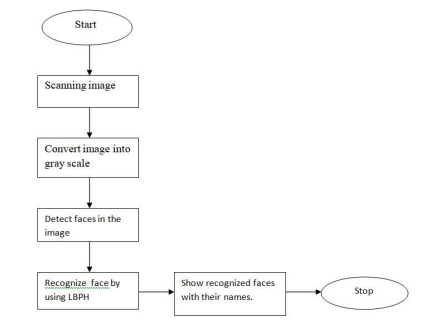 Start
Scanning image
Convert image into
gray scale
Detect faces in the
image
Recognize face by
using LBPH
Show recognized faces
with their names.
Stop